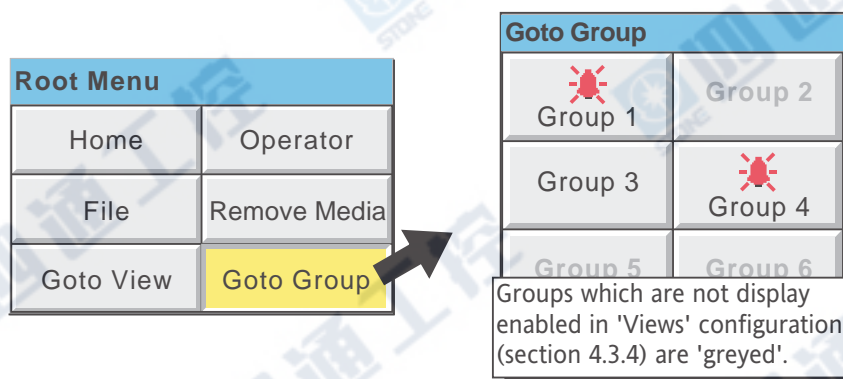 Root Menu
Home
Operator
File
Remove Media
Goto View
Goto Group
Goto Group
Group 1
Group 2
Group 3
Group 4
Group 5
Group 6
Groups which are not display
enabled in 'Views' configuration
(section 4.3.4) are 'greyed'.
STONE
STONE